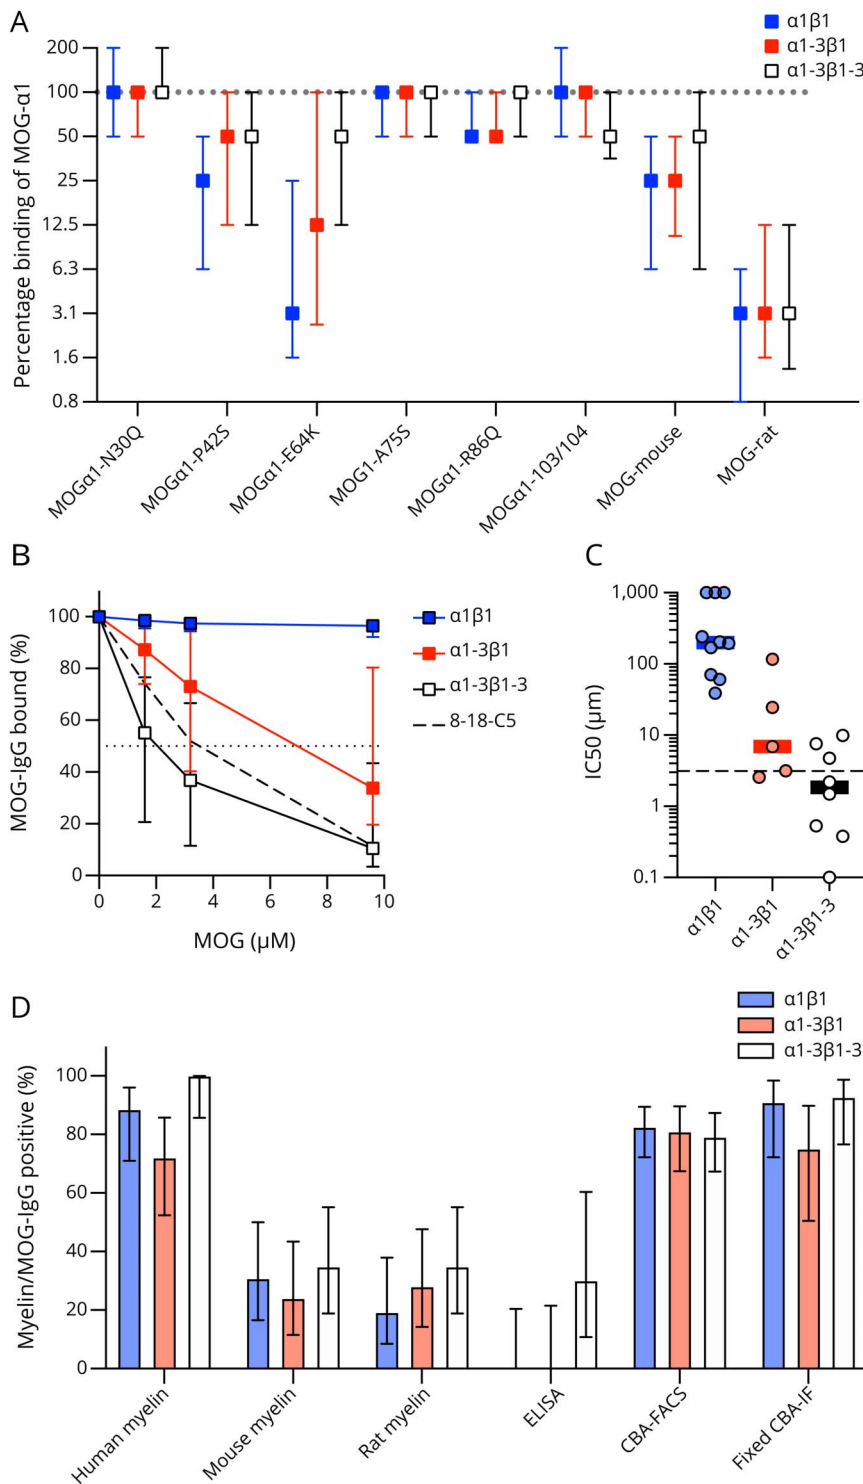 A
α1β1
α1-3β1
α1-3β1-3
Percentage binding of MOG-α1
200
100
50
25
12.5
6.3
3.1
1.6
0.8
MOGα1-N30Q
MOGα1-P42S
MOGα1-E64K
MOG1-A75S
MOGα1-R86Q
MOGα1-103/104
MOG-mouse
MOG-rat
B
MOG-IgG bound (%)
100
80
60
40
20
0
0 2 4 6 8 10
MOG (μM)
α1β1
α1-3β1
α1-3β1-3
8-18-C5
C
IC50 (μm)
1,000
100
10
1
0.1
α1β1
α1-3β1
α1-3β1-3
D
α1β1
α1-3β1
α1-3β1-3
Myelin/MOG-IgG positive (%)
100
80
60
40
20
0
Human myelin
Mouse myelin
Rat myelin
ELISA
CBA-FACS
Fixed CBA-IF